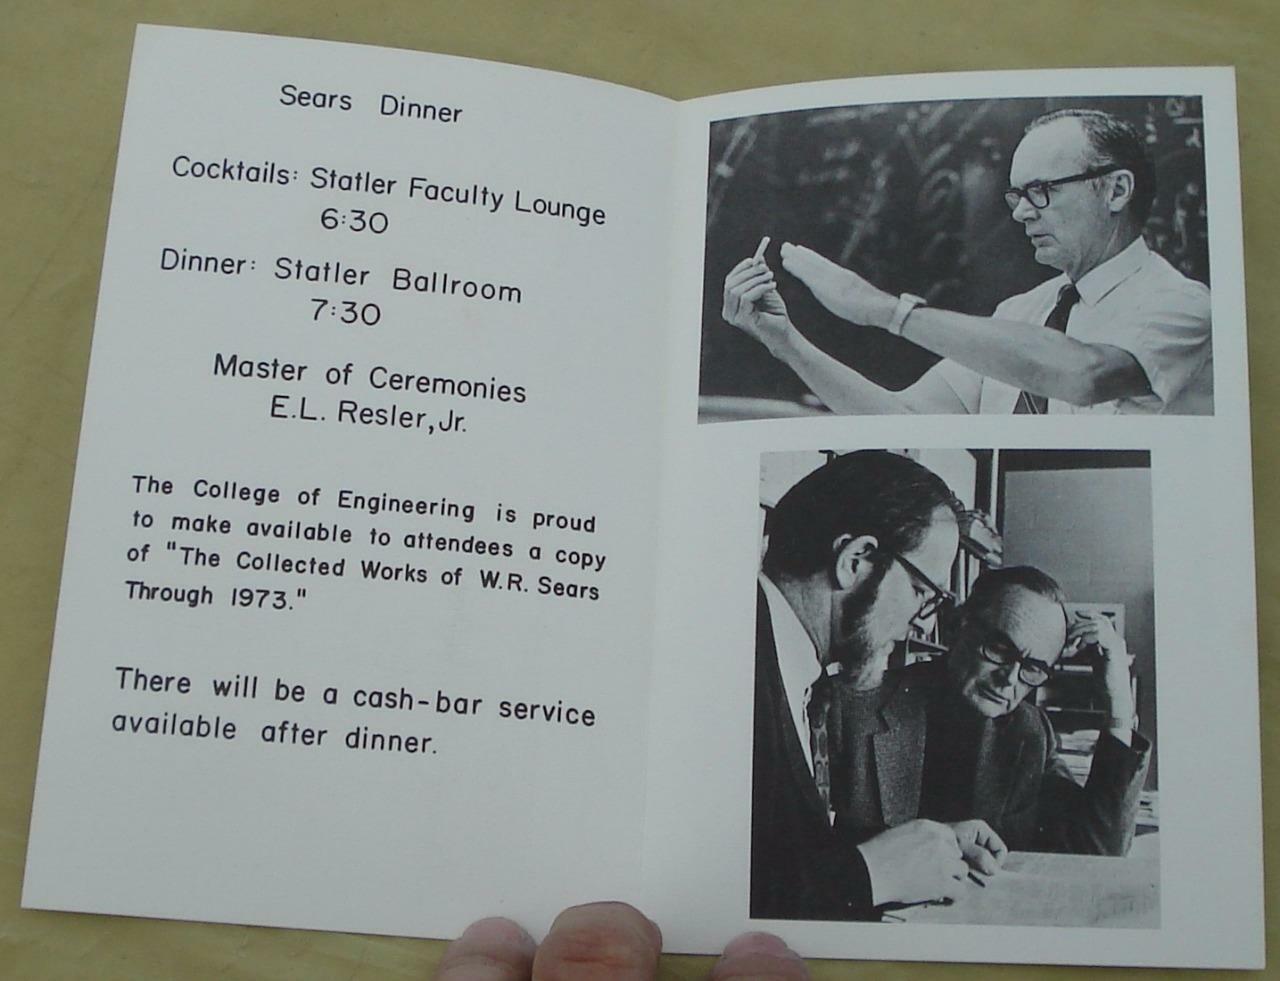 Sears Dinner
Cocktails: Statler Faculty Lounge
6:30
Dinner: Statler Ballroom
7:30
Master of Ceremonies
E.L. Resler, Jr.
The College of Engineering is proud
to make available to attendees a copy
of "The Collected Works of W.R. Sears
Through 1973."
There will be a cash-bar service
available after dinner.